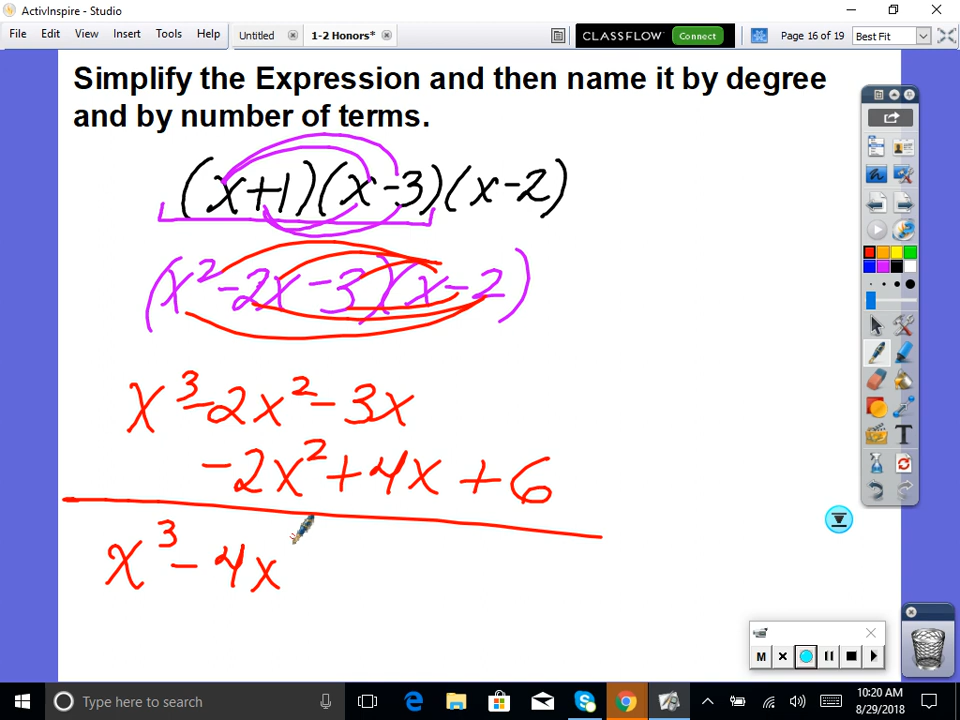 ActivInspire - Studio
File Edit View Insert Tools Help Untitled 1-2 Honors* CLASSFLOW Connect Page 16 of 19 Best Fit
Simplify the Expression and then name it by degree
and by number of terms.
(x+1)(x-3)(x-2)
(x² -2x -3)(x-2)
x³ -2x² - 3x
-2x² + 4x + 6
x³ - 4x
T
M
Type here to search
10:20 AM
8/29/2018